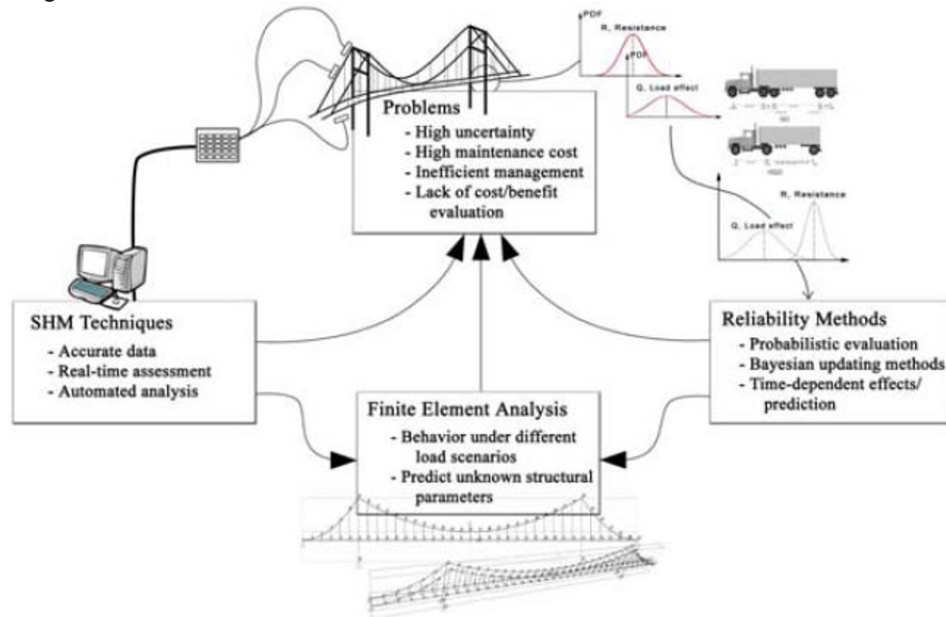 PDF
R, Resistance
PDF
Q, Load effect
Problems
- High uncertainty
- High maintenance cost
- Inefficient management
- Lack of cost/benefit
evaluation
R, Resistance
Q, Load effect
SHM Techniques
- Accurate data
- Real-time assessment
- Automated analysis
Reliability Methods
- Probabilistic evaluation
- Bayesian updating methods
- Time-dependent effects/
prediction
Finite Element Analysis
- Behavior under different
load scenarios
- Predict unknown structural
parameters